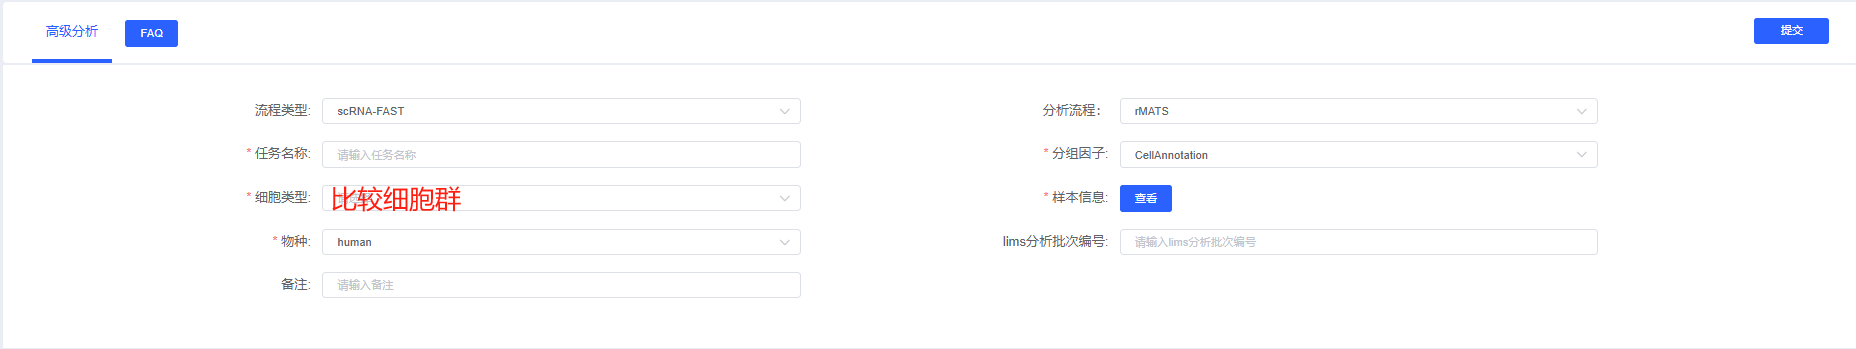 高级分析 FAQ 提交
流程类型: scRNA-FAST 分析流程: rMATS
* 任务名称: 请输入任务名称 * 分组因子: CellAnnotation
* 细胞类型: 比较细胞群 * 样本信息: 查看
* 物种: human lims分析批次编号: 请输入lims分析批次编号
备注: 请输入备注